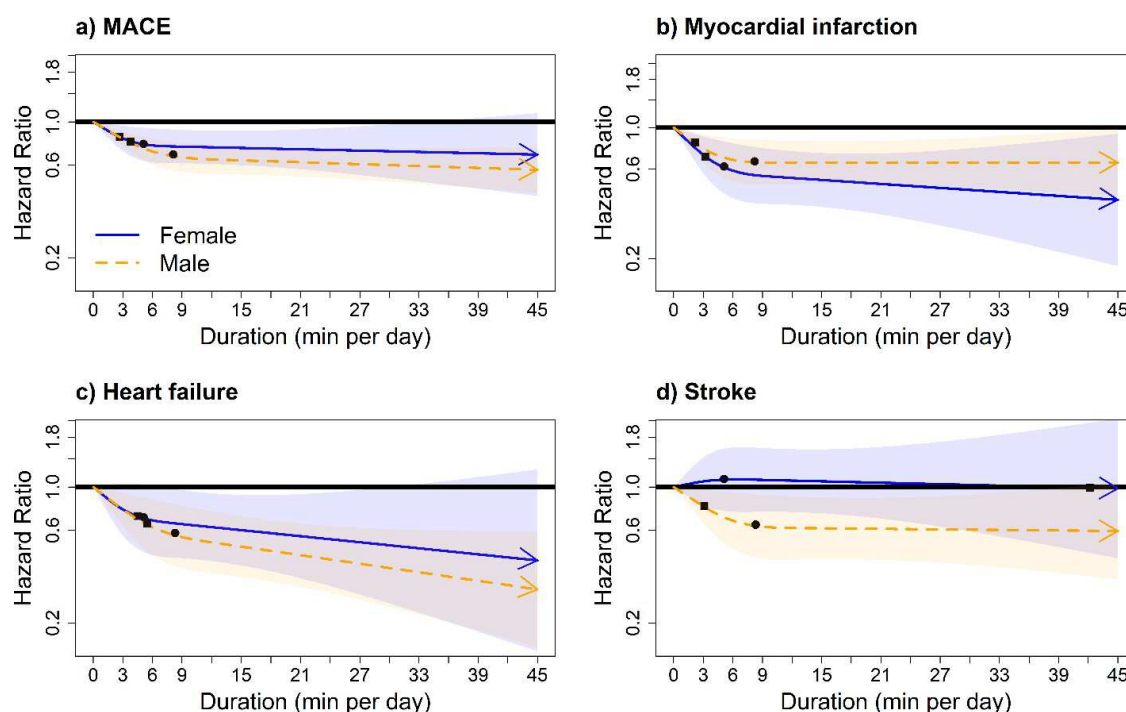 a) MACE
Hazard Ratio
1.8
1.0
0.6
0.2
Female
Male
0 3 6 9 15 21 27 33 39 45
Duration (min per day)
b) Myocardial infarction
Hazard Ratio
1.8
1.0
0.6
0.2
0 3 6 9 15 21 27 33 39 45
Duration (min per day)
c) Heart failure
Hazard Ratio
1.8
1.0
0.6
0.2
0 3 6 9 15 21 27 33 39 45
Duration (min per day)
d) Stroke
Hazard Ratio
1.8
1.0
0.6
0.2
0 3 6 9 15 21 27 33 39 45
Duration (min per day)